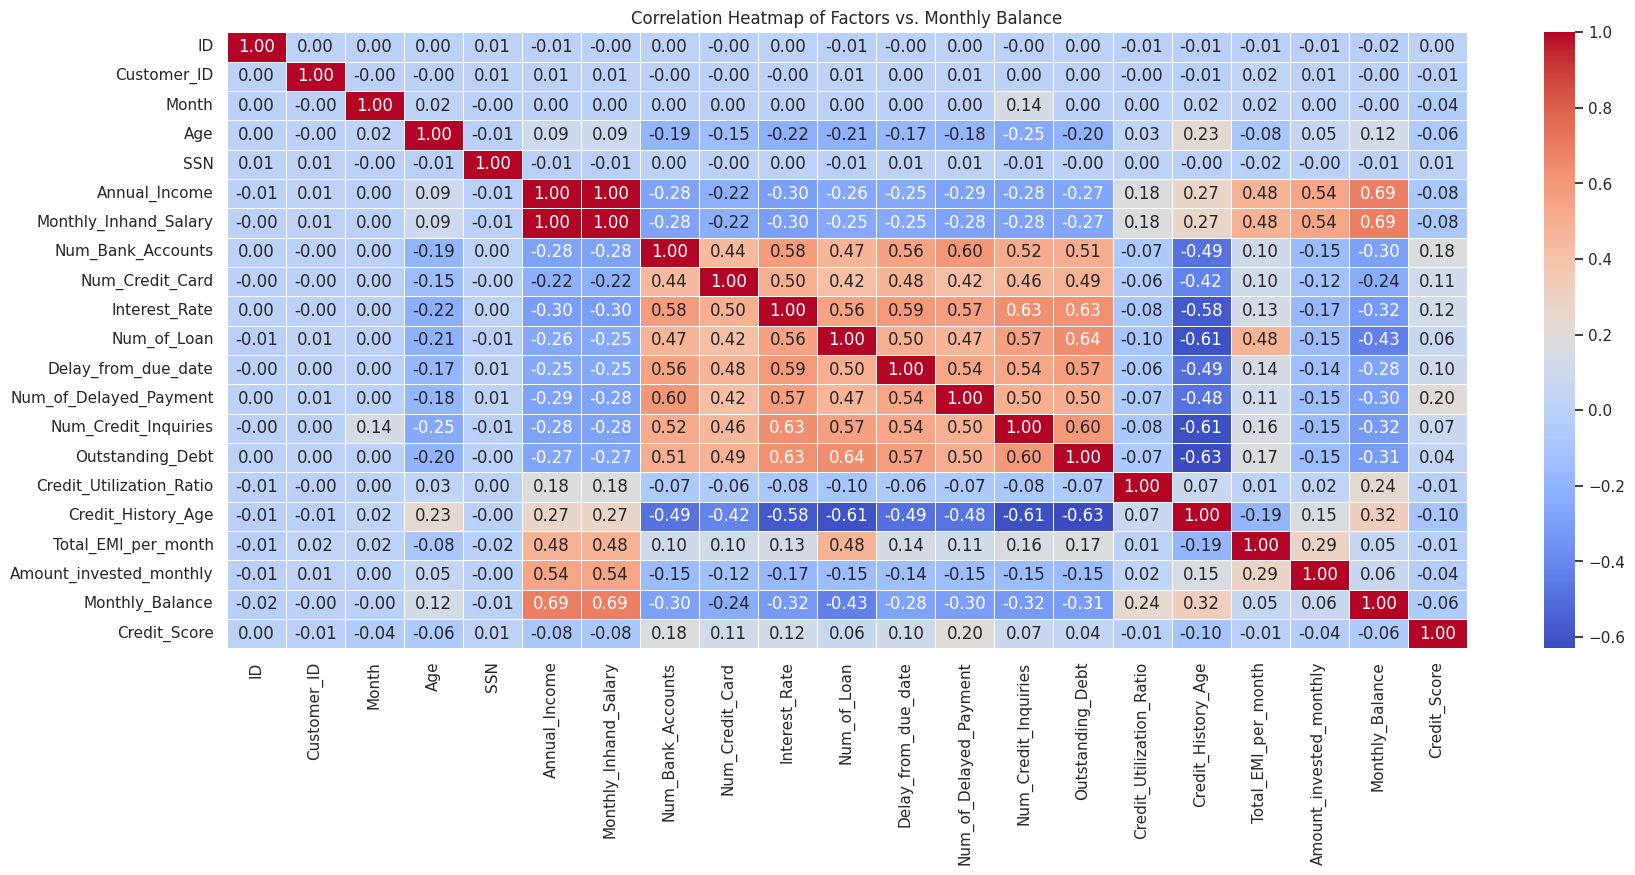 Correlation Heatmap of Factors vs. Monthly Balance
ID 1.00 0.00 0.00 0.00 0.01 -0.01 -0.00 0.00 -0.00 0.00 -0.01 -0.00 0.00 -0.00 0.00 -0.01 -0.01 -0.01 -0.01 -0.02 0.00
Customer_ID 0.00 1.00 -0.00 -0.00 0.01 0.01 0.01 -0.00 -0.00 -0.00 0.01 0.00 0.01 0.00 0.00 -0.00 -0.01 0.02 0.01 -0.00 -0.01
Month 0.00 -0.00 1.00 0.02 -0.00 0.00 0.00 0.00 0.00 0.00 0.00 0.00 0.00 0.14 0.00 0.00 0.02 0.02 0.00 -0.00 -0.04
Age 0.00 -0.00 0.02 1.00 -0.01 0.09 0.09 -0.19 -0.15 -0.22 -0.21 -0.17 -0.18 -0.25 -0.20 0.03 0.23 -0.08 0.05 0.12 -0.06
SSN 0.01 0.01 -0.00 -0.01 1.00 -0.01 -0.01 0.00 -0.00 0.00 -0.01 0.01 0.01 -0.01 -0.00 0.00 -0.00 -0.02 -0.00 -0.01 0.01
Annual_Income -0.01 0.01 0.00 0.09 -0.01 1.00 1.00 -0.28 -0.22 -0.30 -0.26 -0.25 -0.29 -0.28 -0.27 0.18 0.27 0.48 0.54 0.69 -0.08
Monthly_Inhand_Salary -0.00 0.01 0.00 0.09 -0.01 1.00 1.00 -0.28 -0.22 -0.30 -0.25 -0.25 -0.28 -0.28 -0.27 0.18 0.27 0.48 0.54 0.69 -0.08
Num_Bank_Accounts 0.00 -0.00 0.00 -0.19 0.00 -0.28 -0.28 1.00 0.44 0.58 0.47 0.56 0.60 0.52 0.51 -0.07 -0.49 0.10 -0.15 -0.30 0.18
Num_Credit_Card -0.00 -0.00 0.00 -0.15 -0.00 -0.22 -0.22 0.44 1.00 0.50 0.42 0.48 0.42 0.46 0.49 -0.06 -0.42 0.10 -0.12 -0.24 0.11
Interest_Rate 0.00 -0.00 0.00 -0.22 0.00 -0.30 -0.30 0.58 0.50 1.00 0.56 0.59 0.57 0.63 0.63 -0.08 -0.58 0.13 -0.17 -0.32 0.12
Num_of_Loan -0.01 0.01 0.00 -0.21 -0.01 -0.26 -0.25 0.47 0.42 0.56 1.00 0.50 0.47 0.57 0.64 -0.10 -0.61 0.48 -0.15 -0.43 0.06
Delay_from_due_date -0.00 0.00 0.00 -0.17 0.01 -0.25 -0.25 0.56 0.48 0.59 0.50 1.00 0.54 0.54 0.57 -0.06 -0.49 0.14 -0.14 -0.28 0.10
Num_of_Delayed_Payment 0.00 0.01 0.00 -0.18 0.01 -0.29 -0.28 0.60 0.42 0.57 0.47 0.54 1.00 0.50 0.50 -0.07 -0.48 0.11 -0.15 -0.30 0.20
Num_Credit_Inquiries -0.00 0.00 0.14 -0.25 -0.01 -0.28 -0.28 0.52 0.46 0.63 0.57 0.54 0.50 1.00 0.60 -0.08 -0.61 0.16 -0.15 -0.32 0.07
Outstanding_Debt 0.00 0.00 0.00 -0.20 -0.00 -0.27 -0.27 0.51 0.49 0.63 0.64 0.57 0.50 0.60 1.00 -0.07 -0.63 0.17 -0.15 -0.31 0.04
Credit_Utilization_Ratio -0.01 -0.00 0.00 0.03 0.00 0.18 0.18 -0.07 -0.06 -0.08 -0.10 -0.06 -0.07 -0.08 -0.07 1.00 0.07 0.01 0.02 0.24 -0.01
Credit_History_Age -0.01 -0.01 0.02 0.23 -0.00 0.27 0.27 -0.49 -0.42 -0.58 -0.61 -0.49 -0.48 -0.61 -0.63 0.07 1.00 -0.19 0.15 0.32 -0.10
Total_EMI_per_month -0.01 0.02 0.02 -0.08 -0.02 0.48 0.48 0.10 0.10 0.13 0.48 0.14 0.11 0.16 0.17 0.01 -0.19 1.00 0.29 0.05 -0.01
Amount_invested_monthly -0.01 0.01 0.00 0.05 -0.00 0.54 0.54 -0.15 -0.12 -0.17 -0.15 -0.14 -0.15 -0.15 -0.15 0.02 0.15 0.29 1.00 0.06 -0.04
Monthly_Balance -0.02 -0.00 -0.00 0.12 -0.01 0.69 0.69 -0.30 -0.24 -0.32 -0.43 -0.28 -0.30 -0.32 -0.31 0.24 0.32 0.05 0.06 1.00 -0.06
Credit_Score 0.00 -0.01 -0.04 -0.06 0.01 -0.08 -0.08 0.18 0.11 0.12 0.06 0.10 0.20 0.07 0.04 -0.01 -0.10 -0.01 -0.04 -0.06 1.00
ID
Customer_ID
Month
Age
SSN
Annual_Income
Monthly_Inhand_Salary
Num_Bank_Accounts
Num_Credit_Card
Interest_Rate
Num_of_Loan
Delay_from_due_date
Num_of_Delayed_Payment
Num_Credit_Inquiries
Outstanding_Debt
Credit_Utilization_Ratio
Credit_History_Age
Total_EMI_per_month
Amount_invested_monthly
Monthly_Balance
Credit_Score
1.0
0.8
0.6
0.4
0.2
0.0
−0.2
−0.4
−0.6